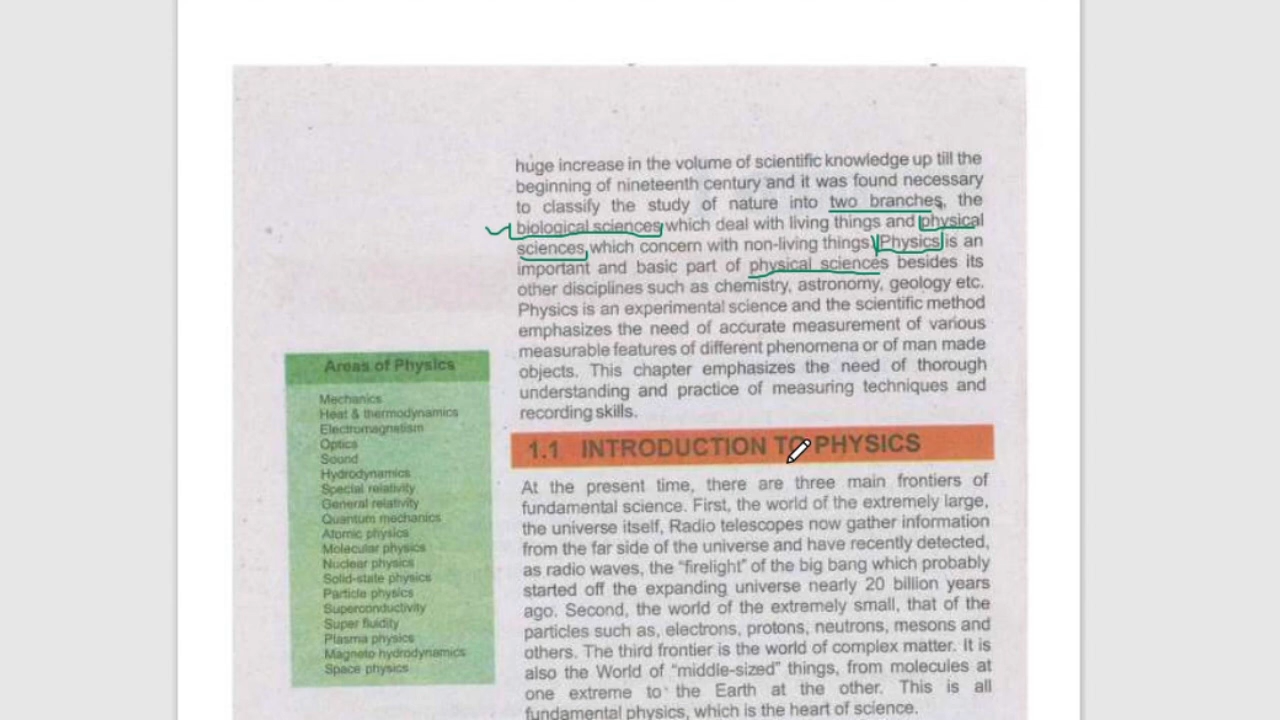 huge increase in the volume of scientific knowledge up till the
beginning of nineteenth century and it was found necessary
to classify the study of nature into two branches, the
biological sciences which deal with living things and physical
sciences which concern with non-living things. Physics is an
important and basic part of physical sciences besides its
other disciplines such as chemistry, astronomy, geology etc.
Physics is an experimental science and the scientific method
emphasizes the need of accurate measurement of various
measurable features of different phenomena or of man made
objects. This chapter emphasizes the need of thorough
understanding and practice of measuring techniques and
recording skills.
Areas of Physics
Mechanics
Heat & thermodynamics
Electromagnetism
Optics
Sound
Hydrodynamics
Special relativity
General relativity
Quantum mechanics
Atomic physics
Molecular physics
Nuclear physics
Solid-state physics
Particle physics
Superconductivity
Super fluidity
Plasma physics
Magneto hydrodynamics
Space physics
1.1 INTRODUCTION TO PHYSICS
At the present time, there are three main frontiers of
fundamental science. First, the world of the extremely large,
the universe itself, Radio telescopes now gather information
from the far side of the universe and have recently detected,
as radio waves, the "firelight" of the big bang which probably
started off the expanding universe nearly 20 billion years
ago. Second, the world of the extremely small, that of the
particles such as, electrons, protons, neutrons, mesons and
others. The third frontier is the world of complex matter. It is
also the World of "middle-sized" things, from molecules at
one extreme to the Earth at the other. This is all
fundamental physics, which is the heart of science.